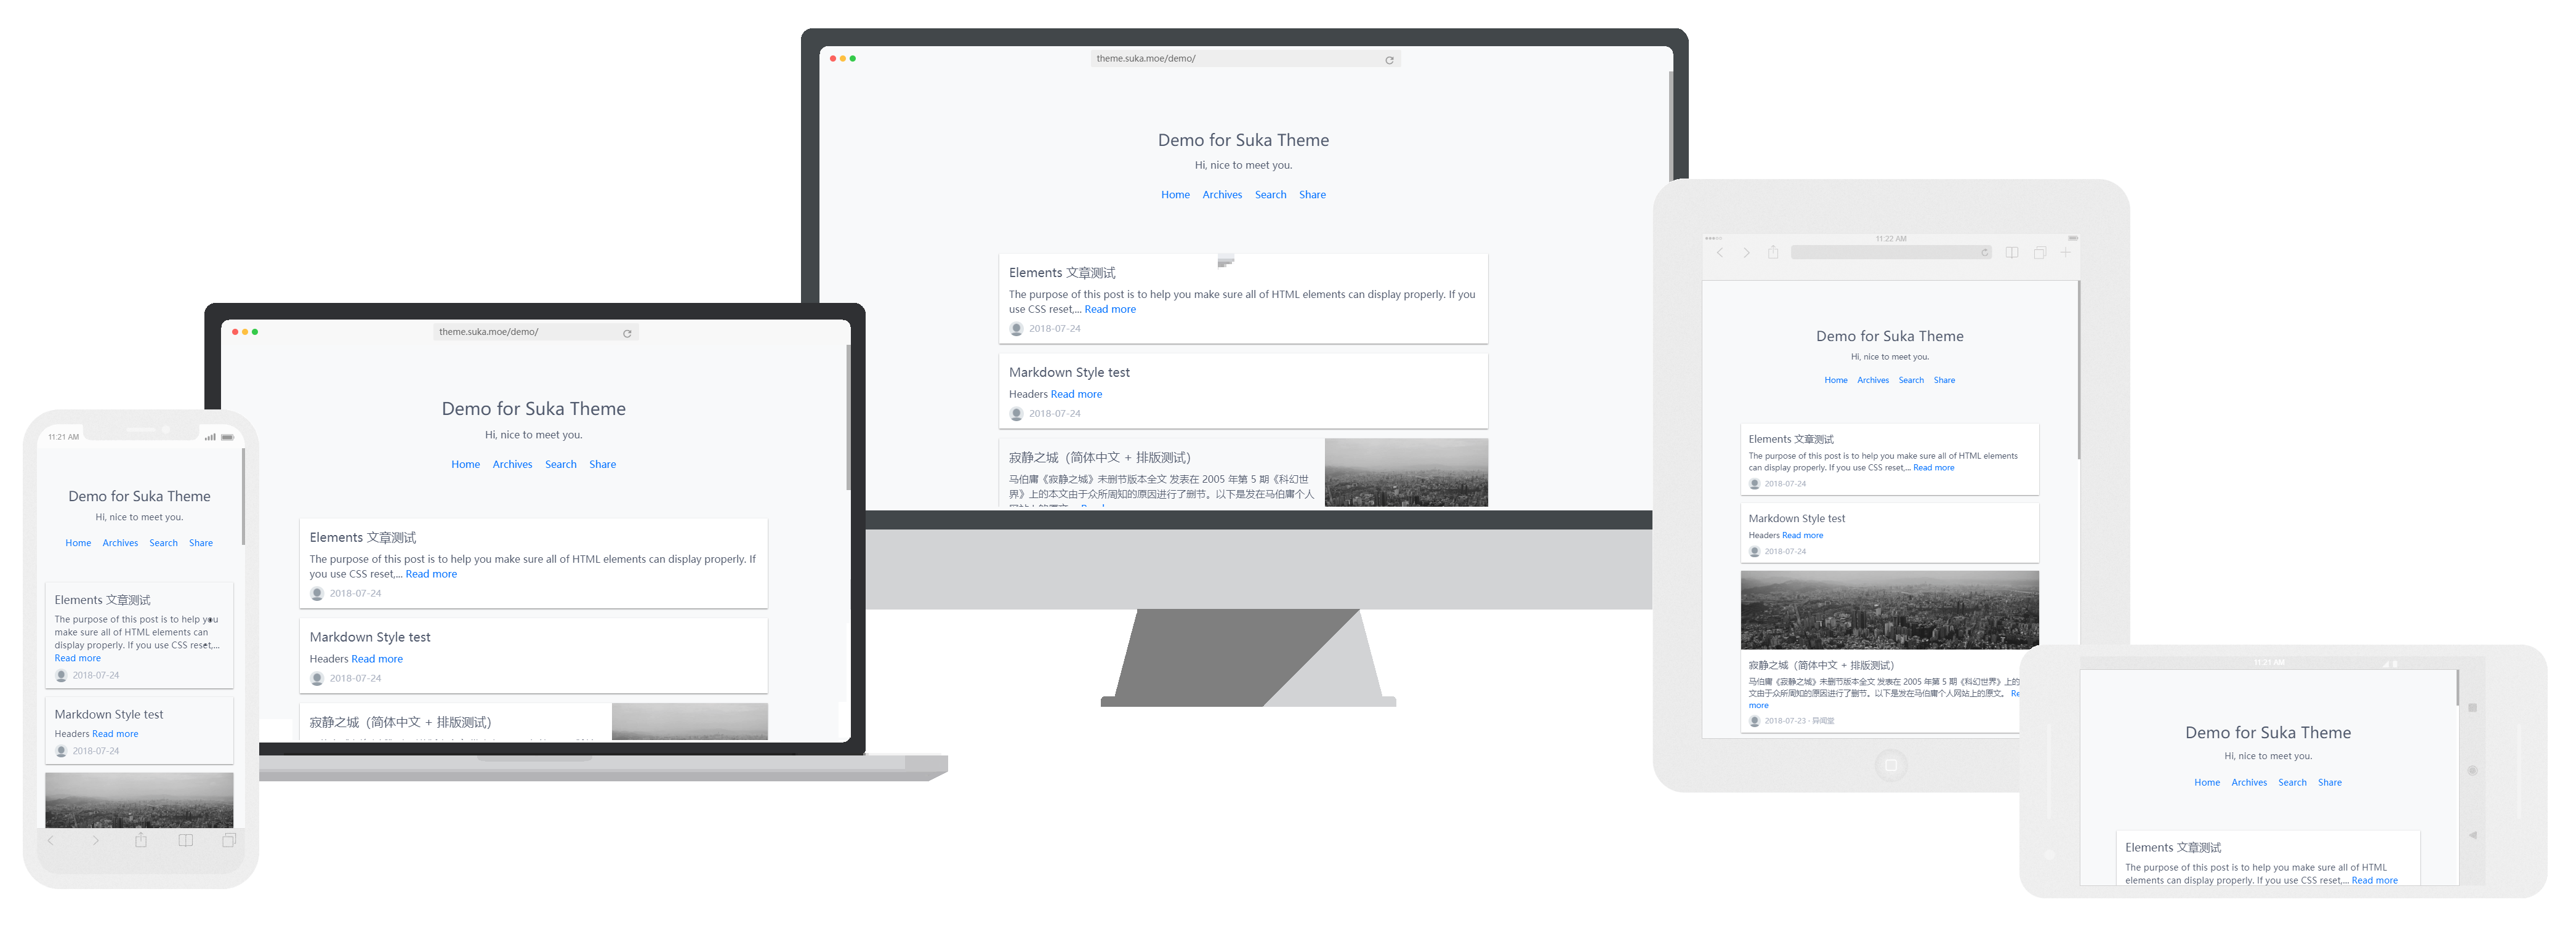 theme.suka.moe/demo/
Demo for Suka Theme
Hi, nice to meet you.
Home Archives Search Share
Elements 文章测试
The purpose of this post is to help you make sure all of HTML elements can display properly. If you
use CSS reset,... Read more
2018-07-24
Markdown Style test
Headers Read more
2018-07-24
寂静之城（简体中文 + 排版测试）
马伯庸《寂静之城》未删节版本全文 发表在 2005 年第 5 期《科幻世
界》上的本文由于众所周知的原因进行了删节。以下是发在马伯庸个人
theme.suka.moe/demo/
Demo for Suka Theme
Hi, nice to meet you.
Home Archives Search Share
Elements 文章测试
The purpose of this post is to help you make sure all of HTML elements can display properly. If
you use CSS reset,... Read more
2018-07-24
Markdown Style test
Headers Read more
2018-07-24
寂静之城（简体中文 + 排版测试）
11:21 AM
Demo for Suka Theme
Hi, nice to meet you.
Home Archives Search Share
Elements 文章测试
The purpose of this post is to help you
make sure all of HTML elements can
display properly. If you use CSS reset,...
Read more
2018-07-24
Markdown Style test
Headers Read more
2018-07-24
11:22 AM
Demo for Suka Theme
Hi, nice to meet you.
Home Archives Search Share
Elements 文章测试
The purpose of this post is to help you make sure all of HTML elements
can display properly. If you use CSS reset,... Read more
2018-07-24
Markdown Style test
Headers Read more
2018-07-24
寂静之城（简体中文 + 排版测试）
马伯庸《寂静之城》未删节版本全文 发表在 2005 年第 5 期《科幻世界》上的
文由于众所周知的原因进行了删节。以下是发在马伯庸个人网站上的原文。 Re
more
2018-07-23 - 异闻堂
11:21 AM
Demo for Suka Theme
Hi, nice to meet you.
Home Archives Search Share
Elements 文章测试
The purpose of this post is to help you make sure all of HTML
elements can display properly. If you use CSS reset,... Read more